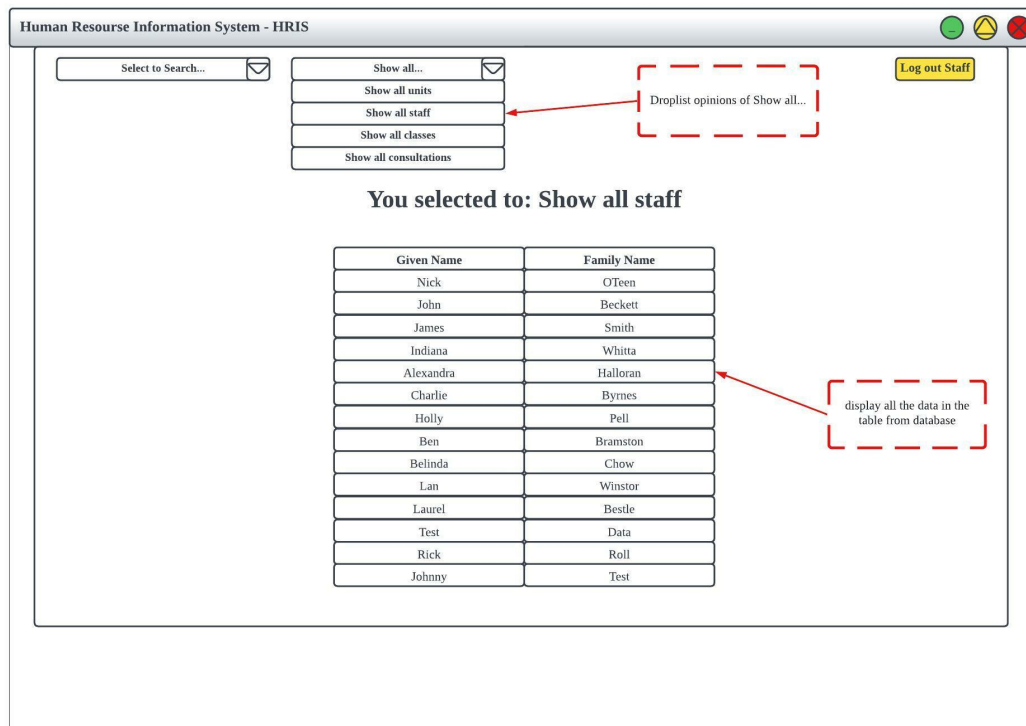 Human Resourse Information System - HRIS
Select to Search...
Show all...
Log out Staff
Show all units
Show all staff
Show all classes
Show all consultations
Droplist opinions of Show all...
You selected to: Show all staff
Given Name Family Name
Nick OTeen
John Beckett
James Smith
Indiana Whitta
Alexandra Halloran
Charlie Byrnes
Holly Pell
Ben Bramston
Belinda Chow
Lan Winstor
Laurel Bestle
Test Data
Rick Roll
Johnny Test
display all the data in the
table from database